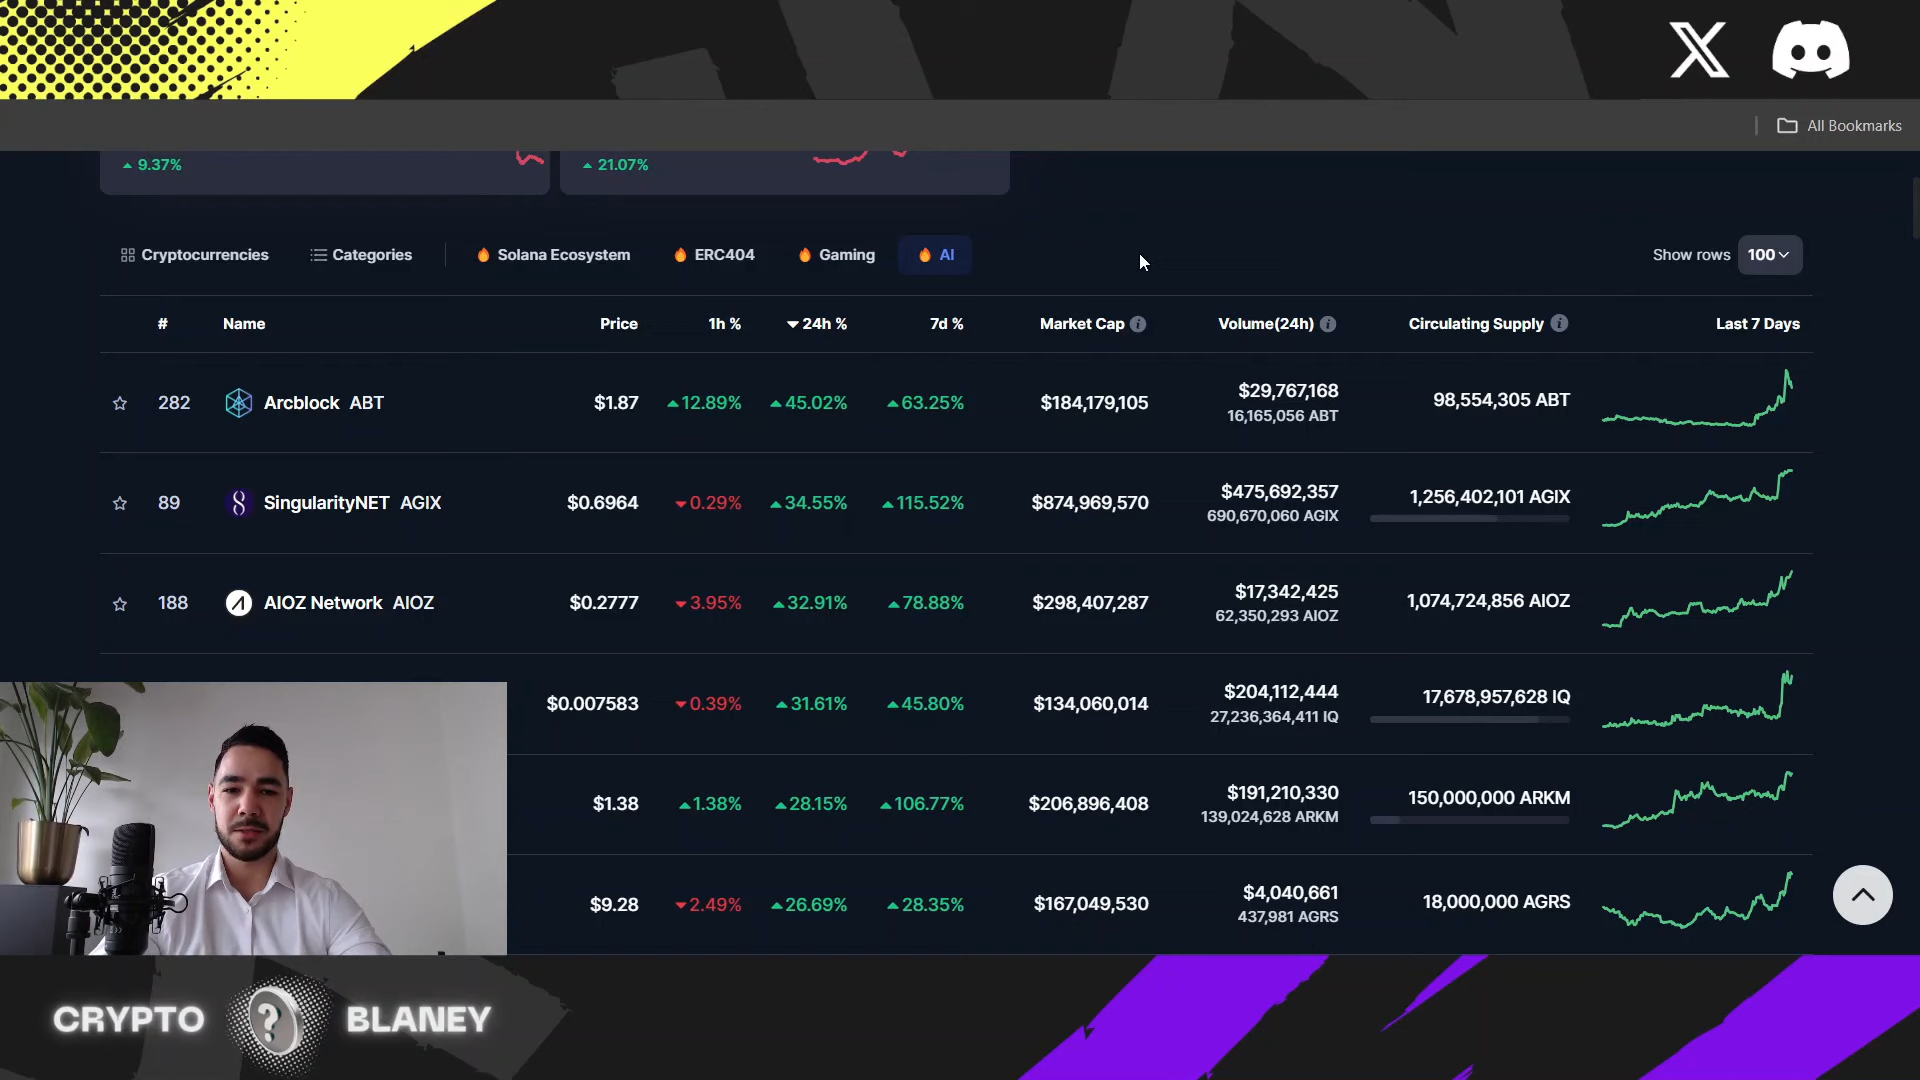 All Bookmarks
9.37% 21.07%
Cryptocurrencies Categories Solana Ecosystem ERC404 Gaming AI Show rows 100
# Name Price 1h % 24h % 7d % Market Cap Volume(24h) Circulating Supply Last 7 Days
282 Arcblock ABT $1.87 12.89% 45.02% 63.25% $184,179,105 $29,767,168 98,554,305 ABT
16,165,056 ABT
89 SingularityNET AGIX $0.6964 0.29% 34.55% 115.52% $874,969,570 $475,692,357 1,256,402,101 AGIX
690,670,060 AGIX
188 AIOZ Network AIOZ $0.2777 3.95% 32.91% 78.88% $298,407,287 $17,342,425 1,074,724,856 AIOZ
62,350,293 AIOZ
$0.007583 0.39% 31.61% 45.80% $134,060,014 $204,112,444 17,678,957,628 IQ
27,236,364,411 IQ
$1.38 1.38% 28.15% 106.77% $206,896,408 $191,210,330 150,000,000 ARKM
139,024,628 ARKM
$9.28 2.49% 26.69% 28.35% $167,049,530 $4,040,661 18,000,000 AGRS
437,981 AGRS
CRYPTO ? BLANEY